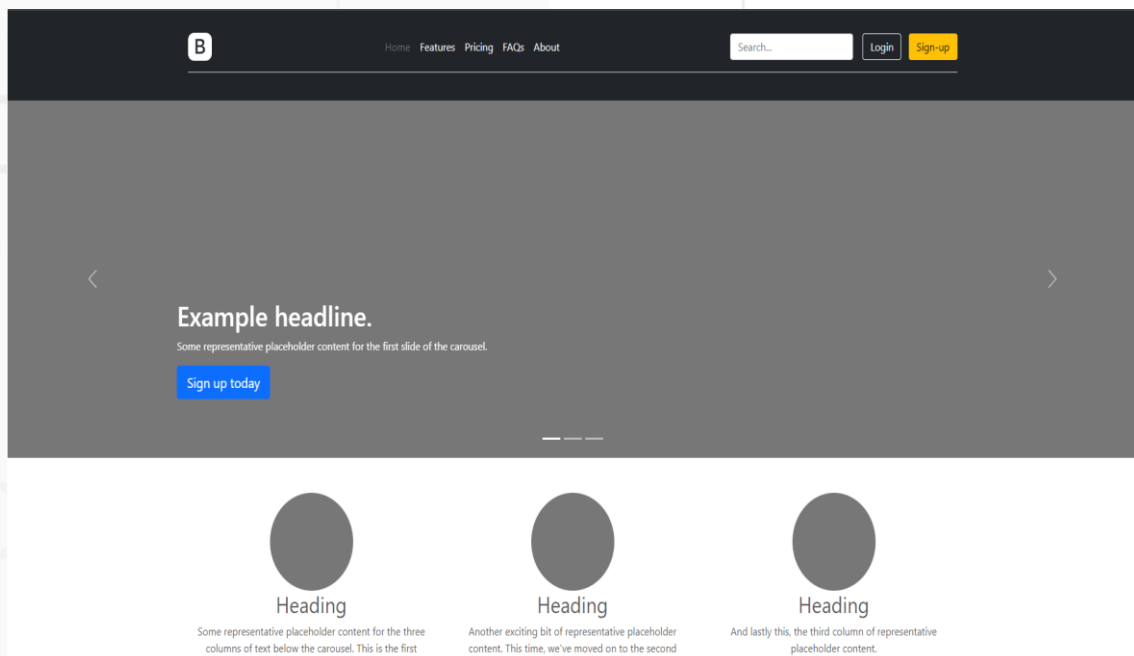 B
Home Features Pricing FAQs About
Search...
Login
Sign-up
Example headline.
Some representative placeholder content for the first slide of the carousel.
Sign up today
Heading
Some representative placeholder content for the three
columns of text below the carousel. This is the first
Heading
Another exciting bit of representative placeholder
content. This time, we've moved on to the second
Heading
And lastly this, the third column of representative
placeholder content.